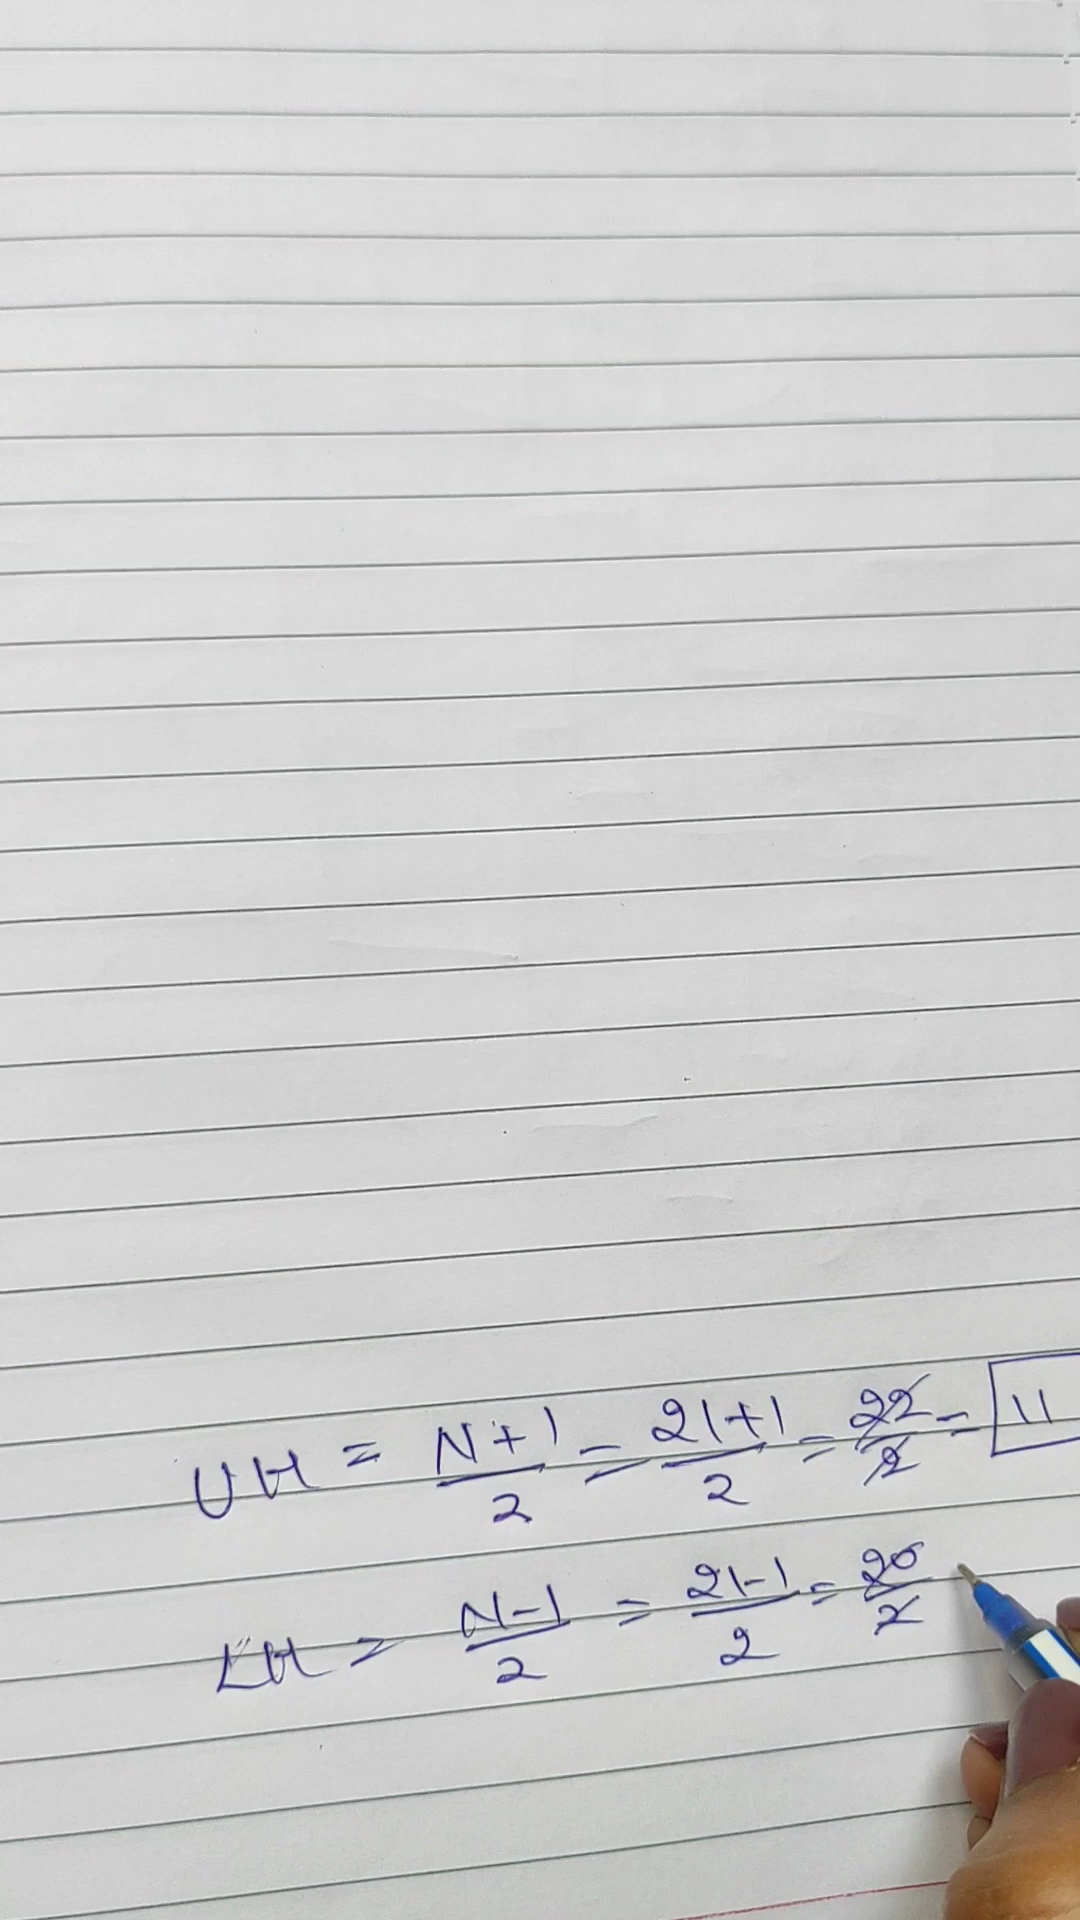 UH = N+1/2 = 21+1/2 = 22/2 = 11
LH = N-1/2 = 21-1/2 = 20/2